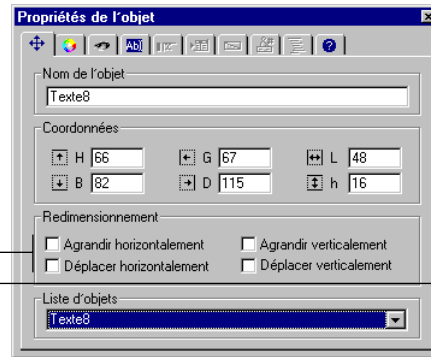 Propriétés de l'objet
Ab
?
Nom de l'objet
Texte8
Coordonnées
H 66 G 67 L 48
B 82 D 115 h 16
Redimensionnement
Agrandir horizontalement Agrandir verticalement
Déplacer horizontalement Déplacer verticalement
Liste d'objets
Texte8